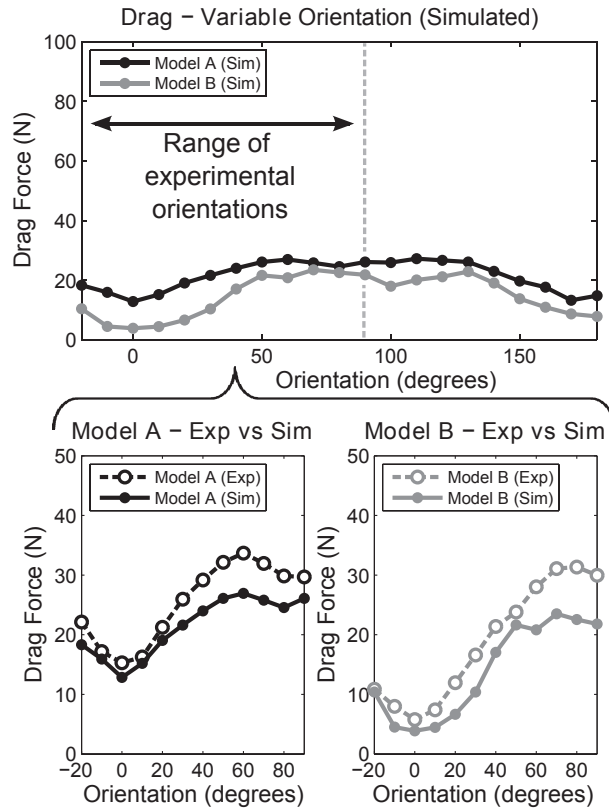 Drag – Variable Orientation (Simulated)
Drag Force (N)
100
80
60
40
20
0
Model A (Sim)
Model B (Sim)
Range of
experimental
orientations
0
50
100
150
Orientation (degrees)
Model A – Exp vs Sim
Drag Force (N)
50
40
30
20
10
0
Model A (Exp)
Model A (Sim)
−20
0
20
40
60
80
Orientation (degrees)
Model B – Exp vs Sim
Drag Force (N)
50
40
30
20
10
0
Model B (Exp)
Model B (Sim)
−20
0
20
40
60
80
Orientation (degrees)